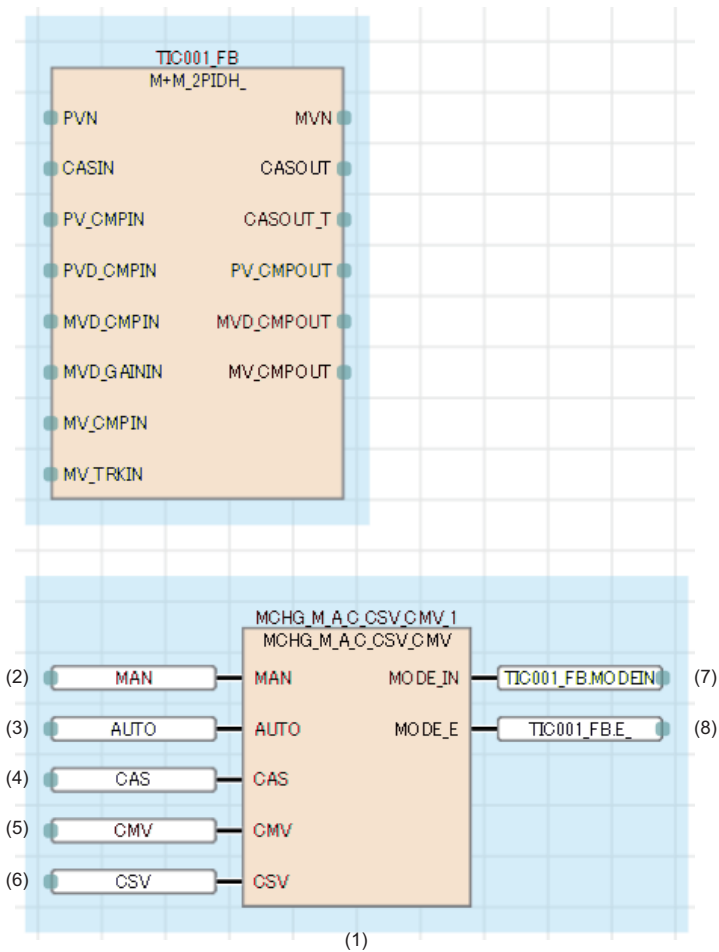 TIC001_FB
M+M_2PIDH_
PVN MVN
CASIN CASOUT
PV_CMPIN CASOUT_T
PVD_CMPIN PV_CMPOUT
MVD_CMPIN MVD_CMPOUT
MVD_GAININ MV_CMPOUT
MV_CMPIN
MV_TRKIN
MCHG_M_A_C_CSV_CMV_1
MCHG_M_A_C_CSV_CMV
(2) MAN MAN MODE_IN TIC001_FB.MODEIN (7)
(3) AUTO AUTO MODE_E TIC001_FB.E_ (8)
(4) CAS CAS
(5) CMV CMV
(6) CSV CSV
(1)